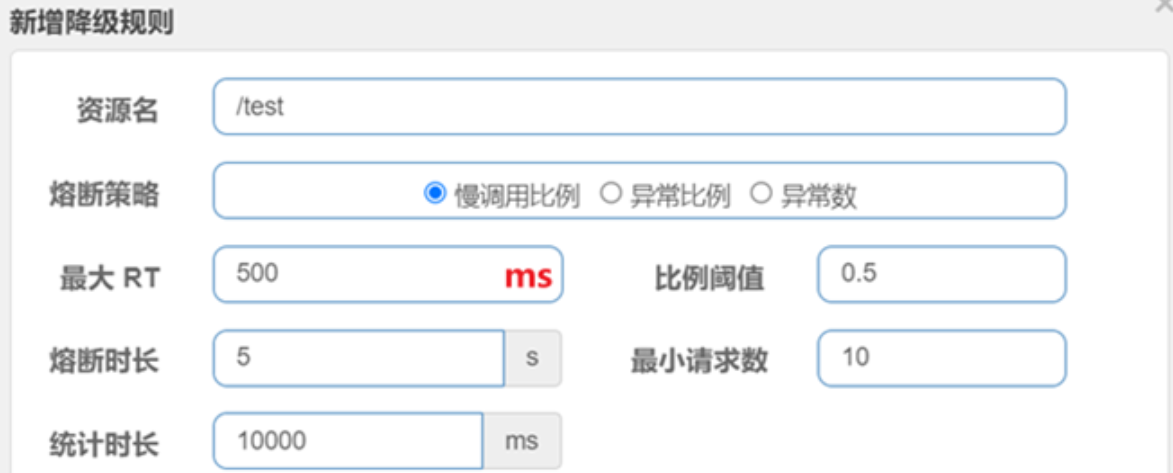 新增降级规则
资源名 /test
熔断策略 慢调用比例 异常比例 异常数
最大 RT 500 ms 比例阈值 0.5
熔断时长 5 s 最小请求数 10
统计时长 10000 ms